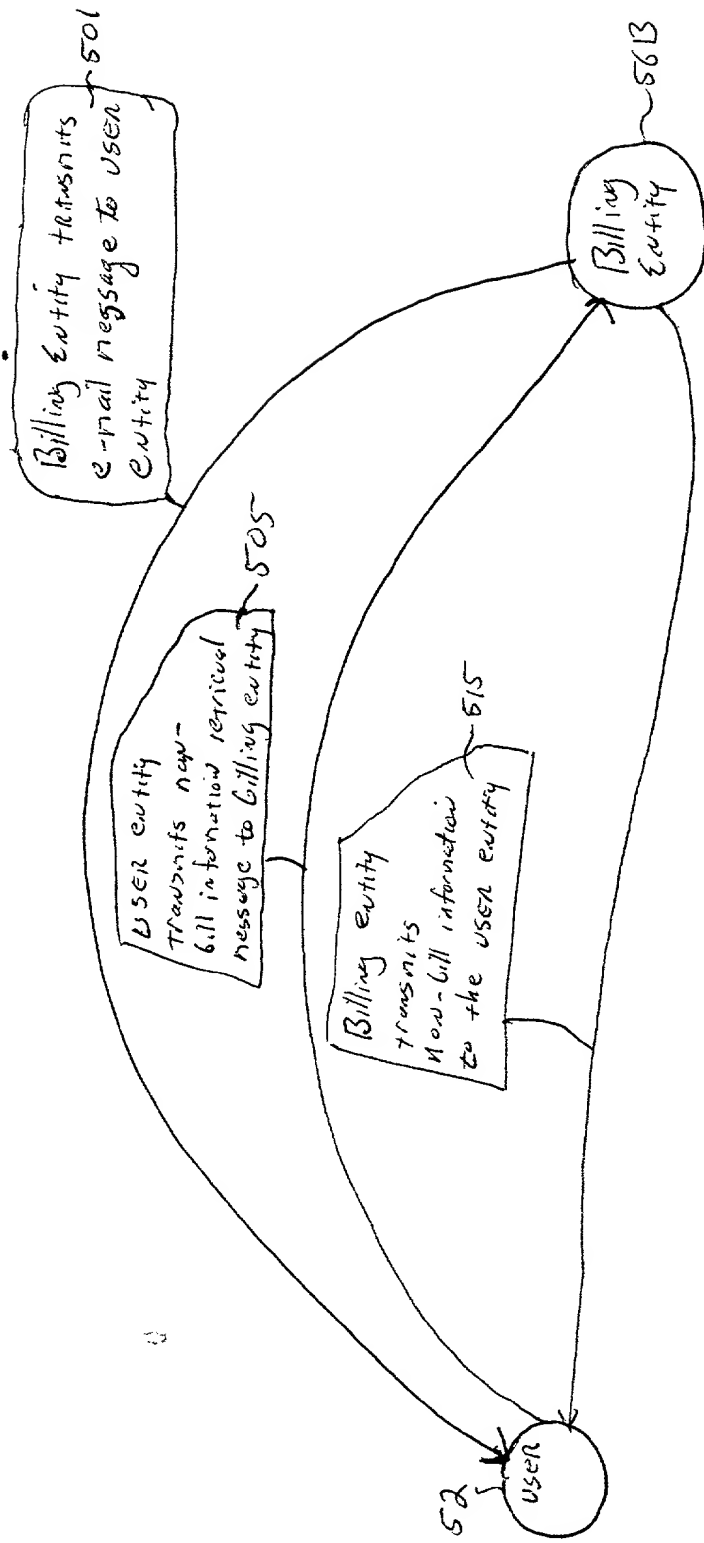 Billing Entity transmits
e-mail message to USER
entity
501
USER entity
transmits non-
bill information retrieval
message to billing entity
505
Billing entity
transmits
non-bill information
to the USER entity
515
52
USER
Billing
Entity
56B